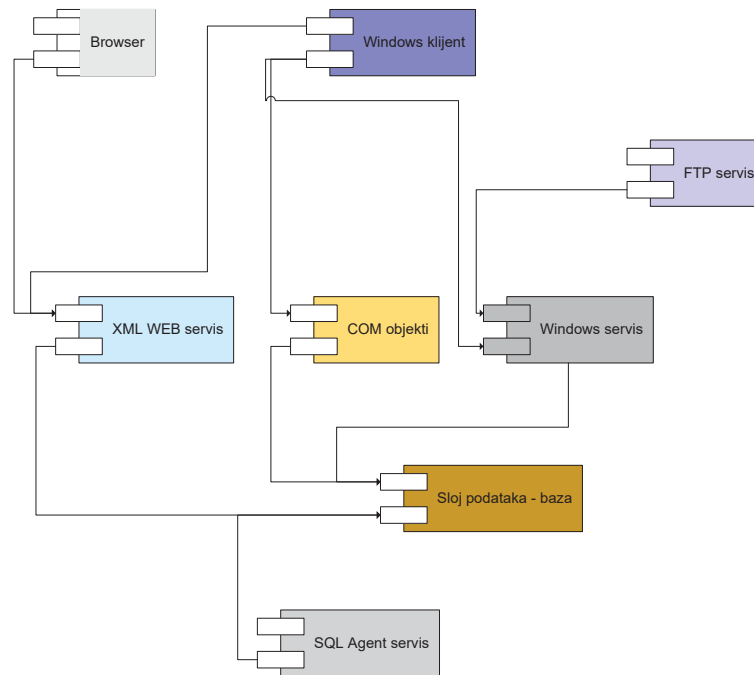 Browser
Windows klijent
FTP servis
XML WEB servis
COM objekti
Windows servis
Sloj podataka - baza
SQL Agent servis